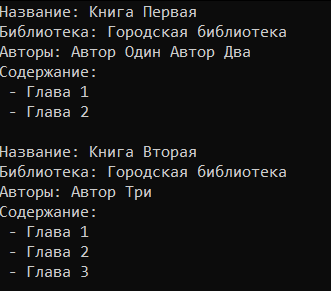 Название: Книга Первая
Библиотека: Городская библиотека
Авторы: Автор Один Автор Два
Содержание:
 - Глава 1
 - Глава 2

Название: Книга Вторая
Библиотека: Городская библиотека
Авторы: Автор Три
Содержание:
 - Глава 1
 - Глава 2
 - Глава 3